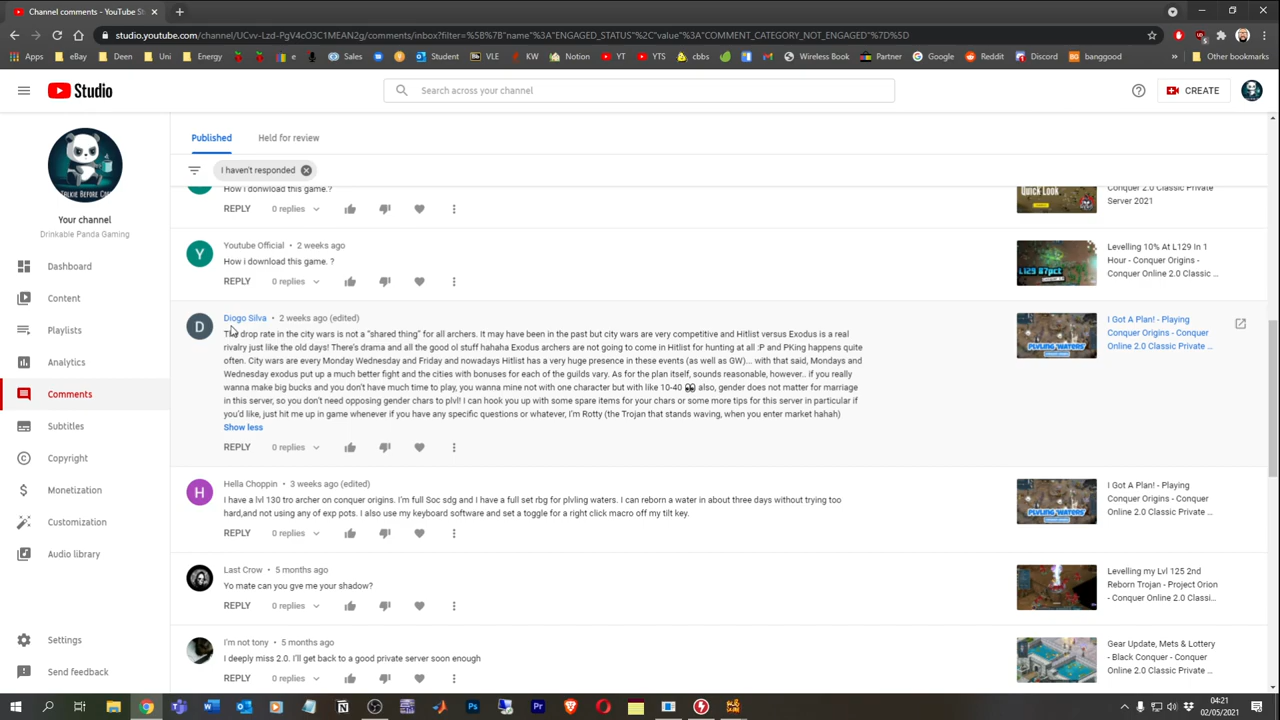 Channel comments - YouTube St
studio.youtube.com/channel/UCvv-Lzd-PgV4cO3C1MEAN2g/comments/inbox?filter=%5B%7B"name"%3A"ENGAGED_STATUS"%2C"value"%3A"COMMENT_CATEGORY_NOT_ENGAGED"%7D%5D
Apps eBay Deen Uni Energy Sales Student VLE KW Notion YT YTS cbbs Wireless Book... Partner Google Reddit Discord banggood » Other bookmarks
Studio
Search across your channel
CREATE
TALKIE BEFORE
Your channel
Drinkable Panda Gaming
Dashboard
Content
Playlists
Analytics
Comments
Subtitles
Copyright
Monetization
Customization
Audio library
Settings
Send feedback
Published Held for review
I haven't responded
How i donwload this game.?
REPLY 0 replies
QUICK LOOK
Conquer 2.0 Classic Private
Server 2021
Y
Youtube Official • 2 weeks ago
How i download this game. ?
REPLY 0 replies
L129 87pct
Levelling 10% At L129 In 1
Hour - Conquer Origins -
Conquer Online 2.0 Classic ...
D
Diogo Silva • 2 weeks ago (edited)
The drop rate in the city wars is not a "shared thing" for all archers. It may have been in the past but city wars are very competitive and Hitlist versus Exodus is a real
rivalry just like the old days! There's drama and all the good ol stuff hahaha Exodus archers are not going to come in Hitlist for hunting at all :P and PKing happens quite
often. City wars are every Monday Wednesday and Friday and nowadays Hitlist has a very huge presence in these events (as well as GW)... with that said, Mondays and
Wednesday exodus put up a much better fight and the cities with bonuses for each of the guilds vary. As for the plan itself, sounds reasonable, however.. if you really
wanna make big bucks and you don't have much time to play, you wanna mine not with one character but with like 10-40 👀 also, gender does not matter for marriage
in this server, so you don't need opposing gender chars to plvl! I can hook you up with some spare items for your chars or some more tips for this server in particular if
you'd like, just hit me up in game whenever if you have any specific questions or whatever, I'm Rotty (the Trojan that stands waving, when you enter market hahah)
Show less
REPLY 0 replies
PLVLING WATERS
I Got A Plan! - Playing
Conquer Origins - Conquer
Online 2.0 Classic Private ...
H
Hella Choppin • 3 weeks ago (edited)
I have a lvl 130 tro archer on conquer origins. I'm full Soc sdg and I have a full set rbg for plvling waters. I can reborn a water in about three days without trying too
hard,and not using any of exp pots. I also use my keyboard software and set a toggle for a right click macro off my tilt key.
REPLY 0 replies
PLVLING WATERS
I Got A Plan! - Playing
Conquer Origins - Conquer
Online 2.0 Classic Private ...
Last Crow • 5 months ago
Yo mate can you gve me your shadow?
REPLY 0 replies
Levelling my Lvl 125 2nd
Reborn Trojan - Project Orion
- Conquer Online 2.0 Classi...
I'm not tony • 5 months ago
I deeply miss 2.0. I'll get back to a good private server soon enough
REPLY 0 replies
Gear Update, Mets & Lottery
- Black Conquer - Conquer
Online 2.0 Classic Private ...
04:21
02/05/2021